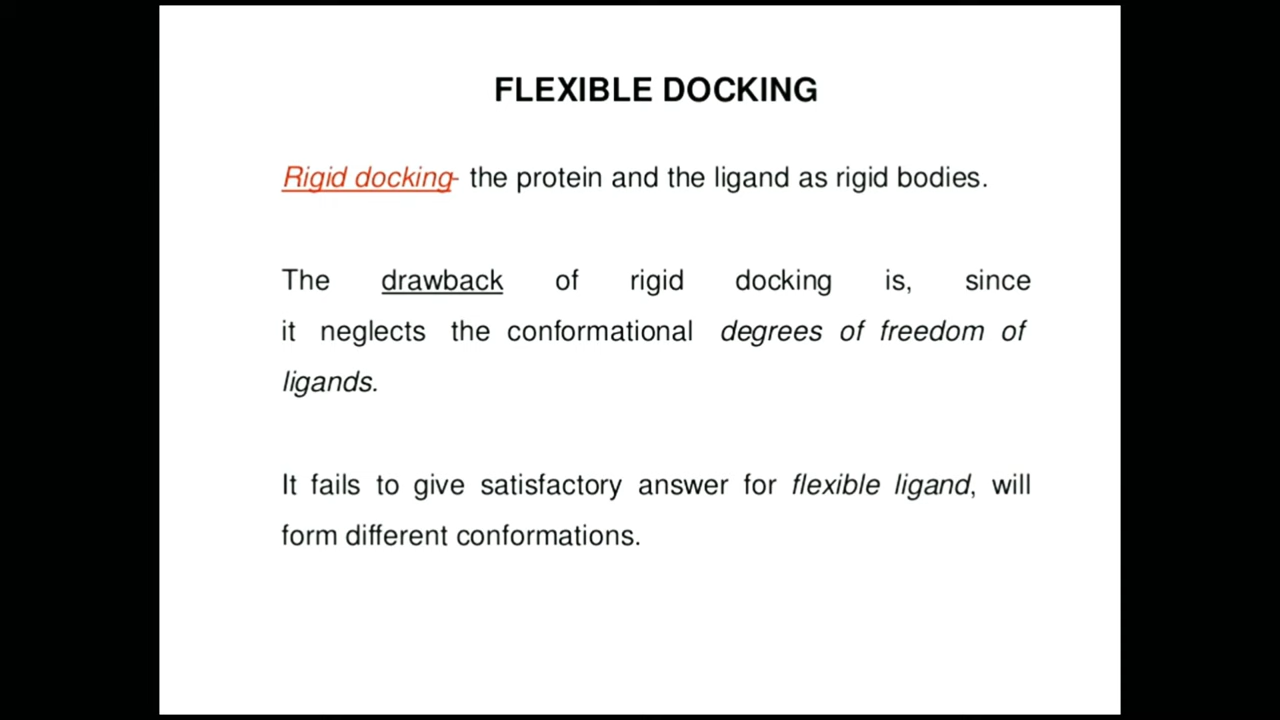 FLEXIBLE DOCKING
Rigid docking- the protein and the ligand as rigid bodies.
The drawback of rigid docking is, since
it neglects the conformational degrees of freedom of
ligands.
It fails to give satisfactory answer for flexible ligand, will
form different conformations.